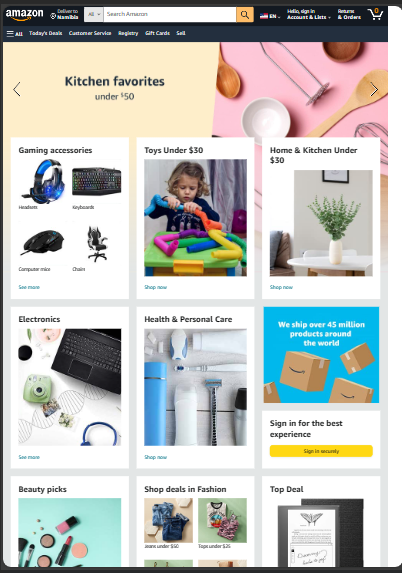 amazon
Deliver to
Namibia
All
Search Amazon
EN
Hello, sign in
Account & Lists
Returns
& Orders
0
All
Today's Deals
Customer Service
Registry
Gift Cards
Sell
Kitchen favorites
under $50
Gaming accessories
Headsets
Keyboards
Computer mice
Chairs
See more
Toys Under $30
Shop now
Home & Kitchen Under
$30
Shop now
Electronics
See more
Health & Personal Care
Shop now
We ship over 45 million
products around
the world
Sign in for the best
experience
Sign in securely
Beauty picks
Shop deals in Fashion
Jeans under $50
Tops under $25
Top Deal